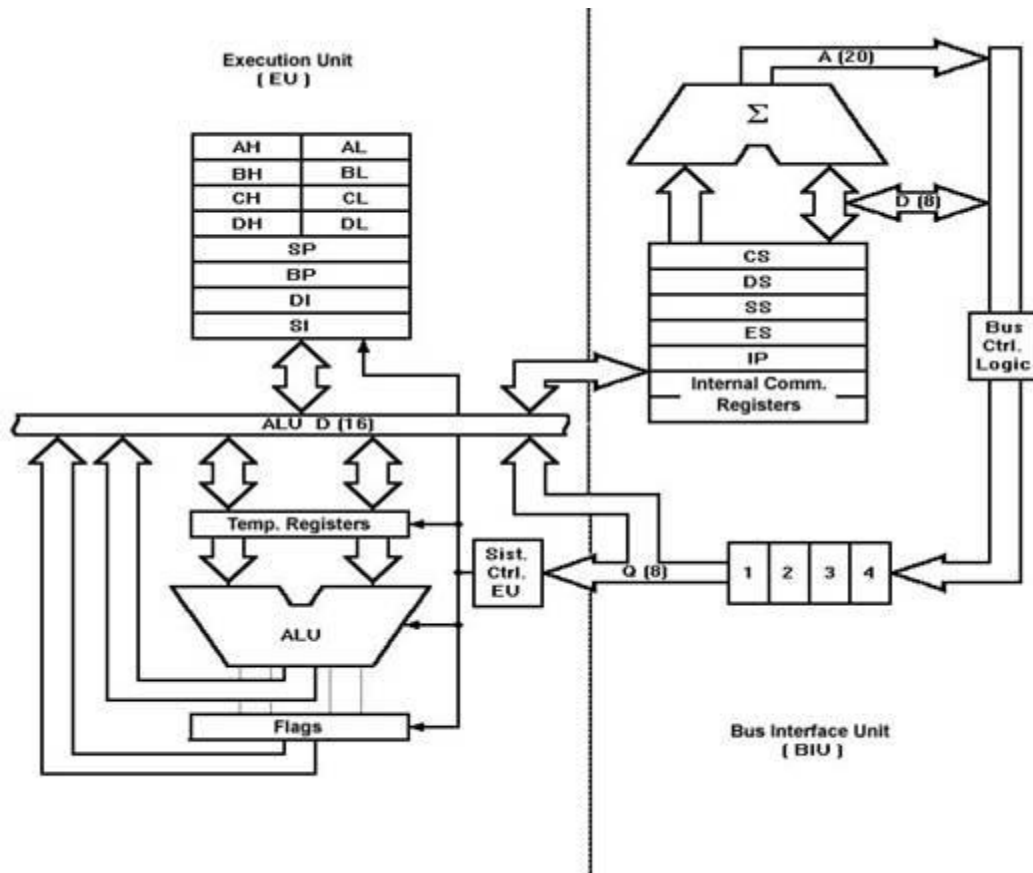 Execution Unit
( EU )
AH AL
BH BL
CH CL
DH DL
SP
BP
DI
SI
ALU D (16)
Temp. Registers
ALU
Flags
Sist.
Ctrl.
EU
A (20)
Σ
D (8)
CS
DS
SS
ES
IP
Internal Comm.
Registers
Bus
Ctrl.
Logic
Q (8)
1 2 3 4
Bus Interface Unit
( BIU )